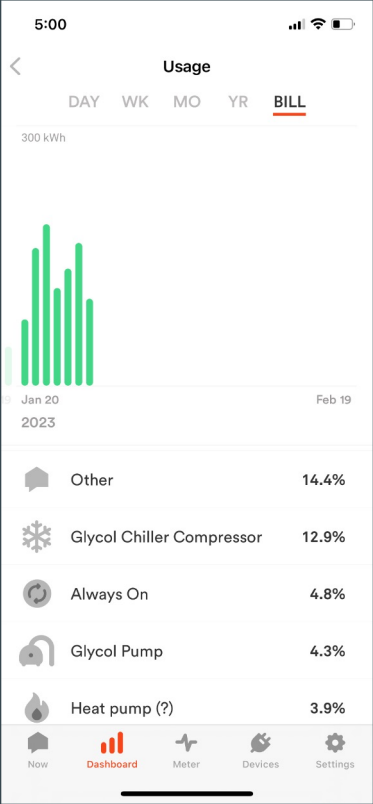 5:00
Usage
DAY WK MO YR BILL
300 kWh
19 Jan 20 Feb 19
2023
Other 14.4%
Glycol Chiller Compressor 12.9%
Always On 4.8%
Glycol Pump 4.3%
Heat pump (?) 3.9%
Now Dashboard Meter Devices Settings